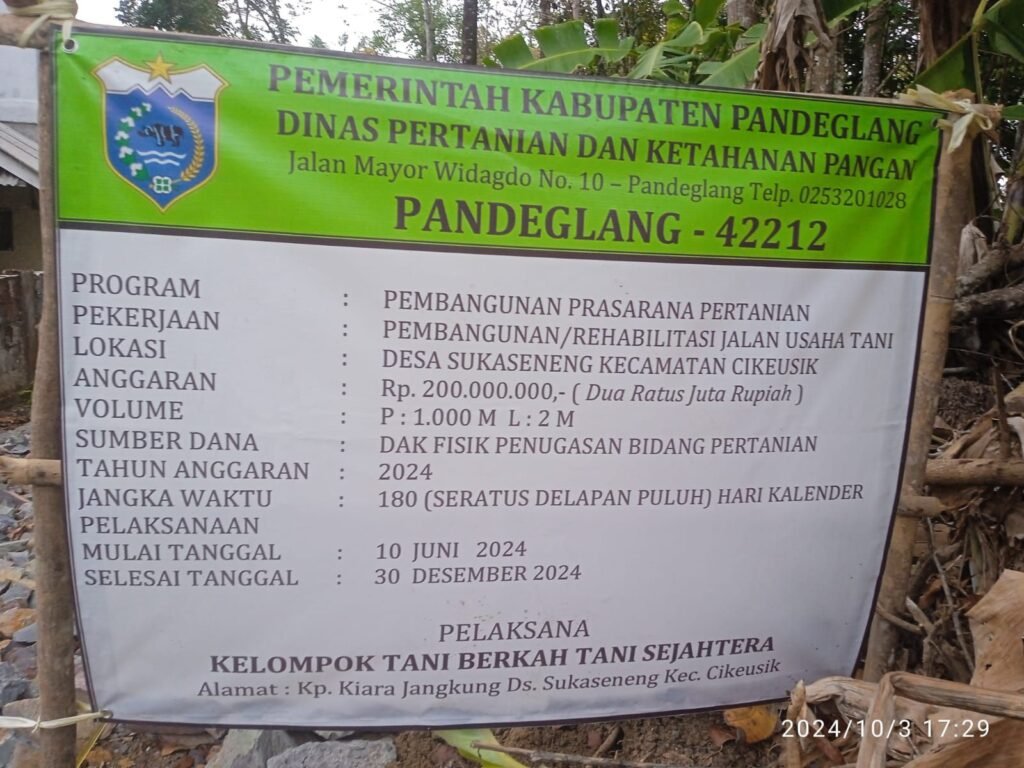 PEMERINTAH KABUPATEN PANDEGLANG
DINAS PERTANIAN DAN KETAHANAN PANGAN
Jalan Mayor Widagdo No. 10 – Pandeglang Telp. 0253201028
PANDEGLANG - 42212
PROGRAM : PEMBANGUNAN PRASARANA PERTANIAN
PEKERJAAN : PEMBANGUNAN/REHABILITASI JALAN USAHA TANI
LOKASI : DESA SUKASENENG KECAMATAN CIKEUSIK
ANGGARAN : Rp. 200.000.000,- ( Dua Ratus Juta Rupiah )
VOLUME : P : 1.000 M L : 2 M
SUMBER DANA : DAK FISIK PENUGASAN BIDANG PERTANIAN
TAHUN ANGGARAN : 2024
JANGKA WAKTU : 180 (SERATUS DELAPAN PULUH) HARI KALENDER
PELAKSANAAN
MULAI TANGGAL : 10 JUNI 2024
SELESAI TANGGAL : 30 DESEMBER 2024
PELAKSANA
KELOMPOK TANI BERKAH TANI SEJAHTERA
Alamat : Kp. Kiara Jangkung Ds. Sukaseneng Kec. Cikeusik
2024/10/3 17:29